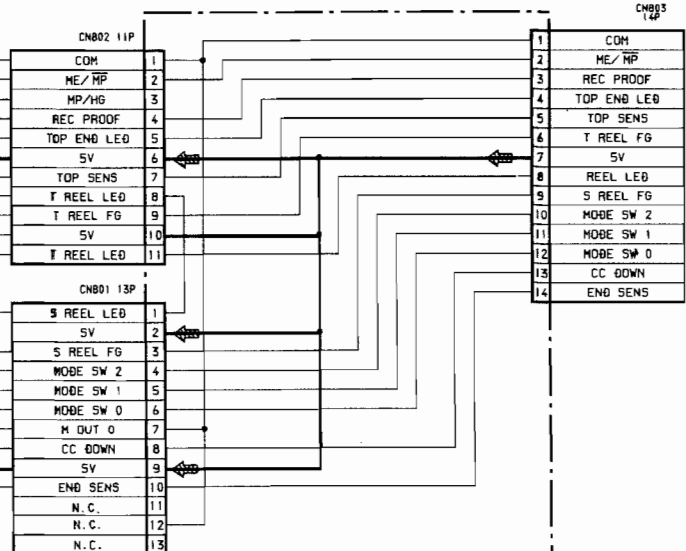 CN802 11P
COM 1
ME/MP 2
MP/HG 3
REC PROOF 4
TOP END LED 5
5V 6
TOP SENS 7
T REEL LED 8
T REEL FG 9
5V 10
T REEL LED 11
CN801 13P
S REEL LED 1
5V 2
S REEL FG 3
MODE SW 2 4
MODE SW 1 5
MODE SW 0 6
M OUT 0 7
CC DOWN 8
5V 9
END SENS 10
N.C. 11
N.C. 12
N.C. 13
CN803
14P
1 COM
2 ME/MP
3 REC PROOF
4 TOP END LED
5 TOP SENS
6 T REEL FG
7 5V
8 REEL LED
9 S REEL FG
10 MODE SW 2
11 MODE SW 1
12 MODE SW 0
13 CC DOWN
14 END SENS